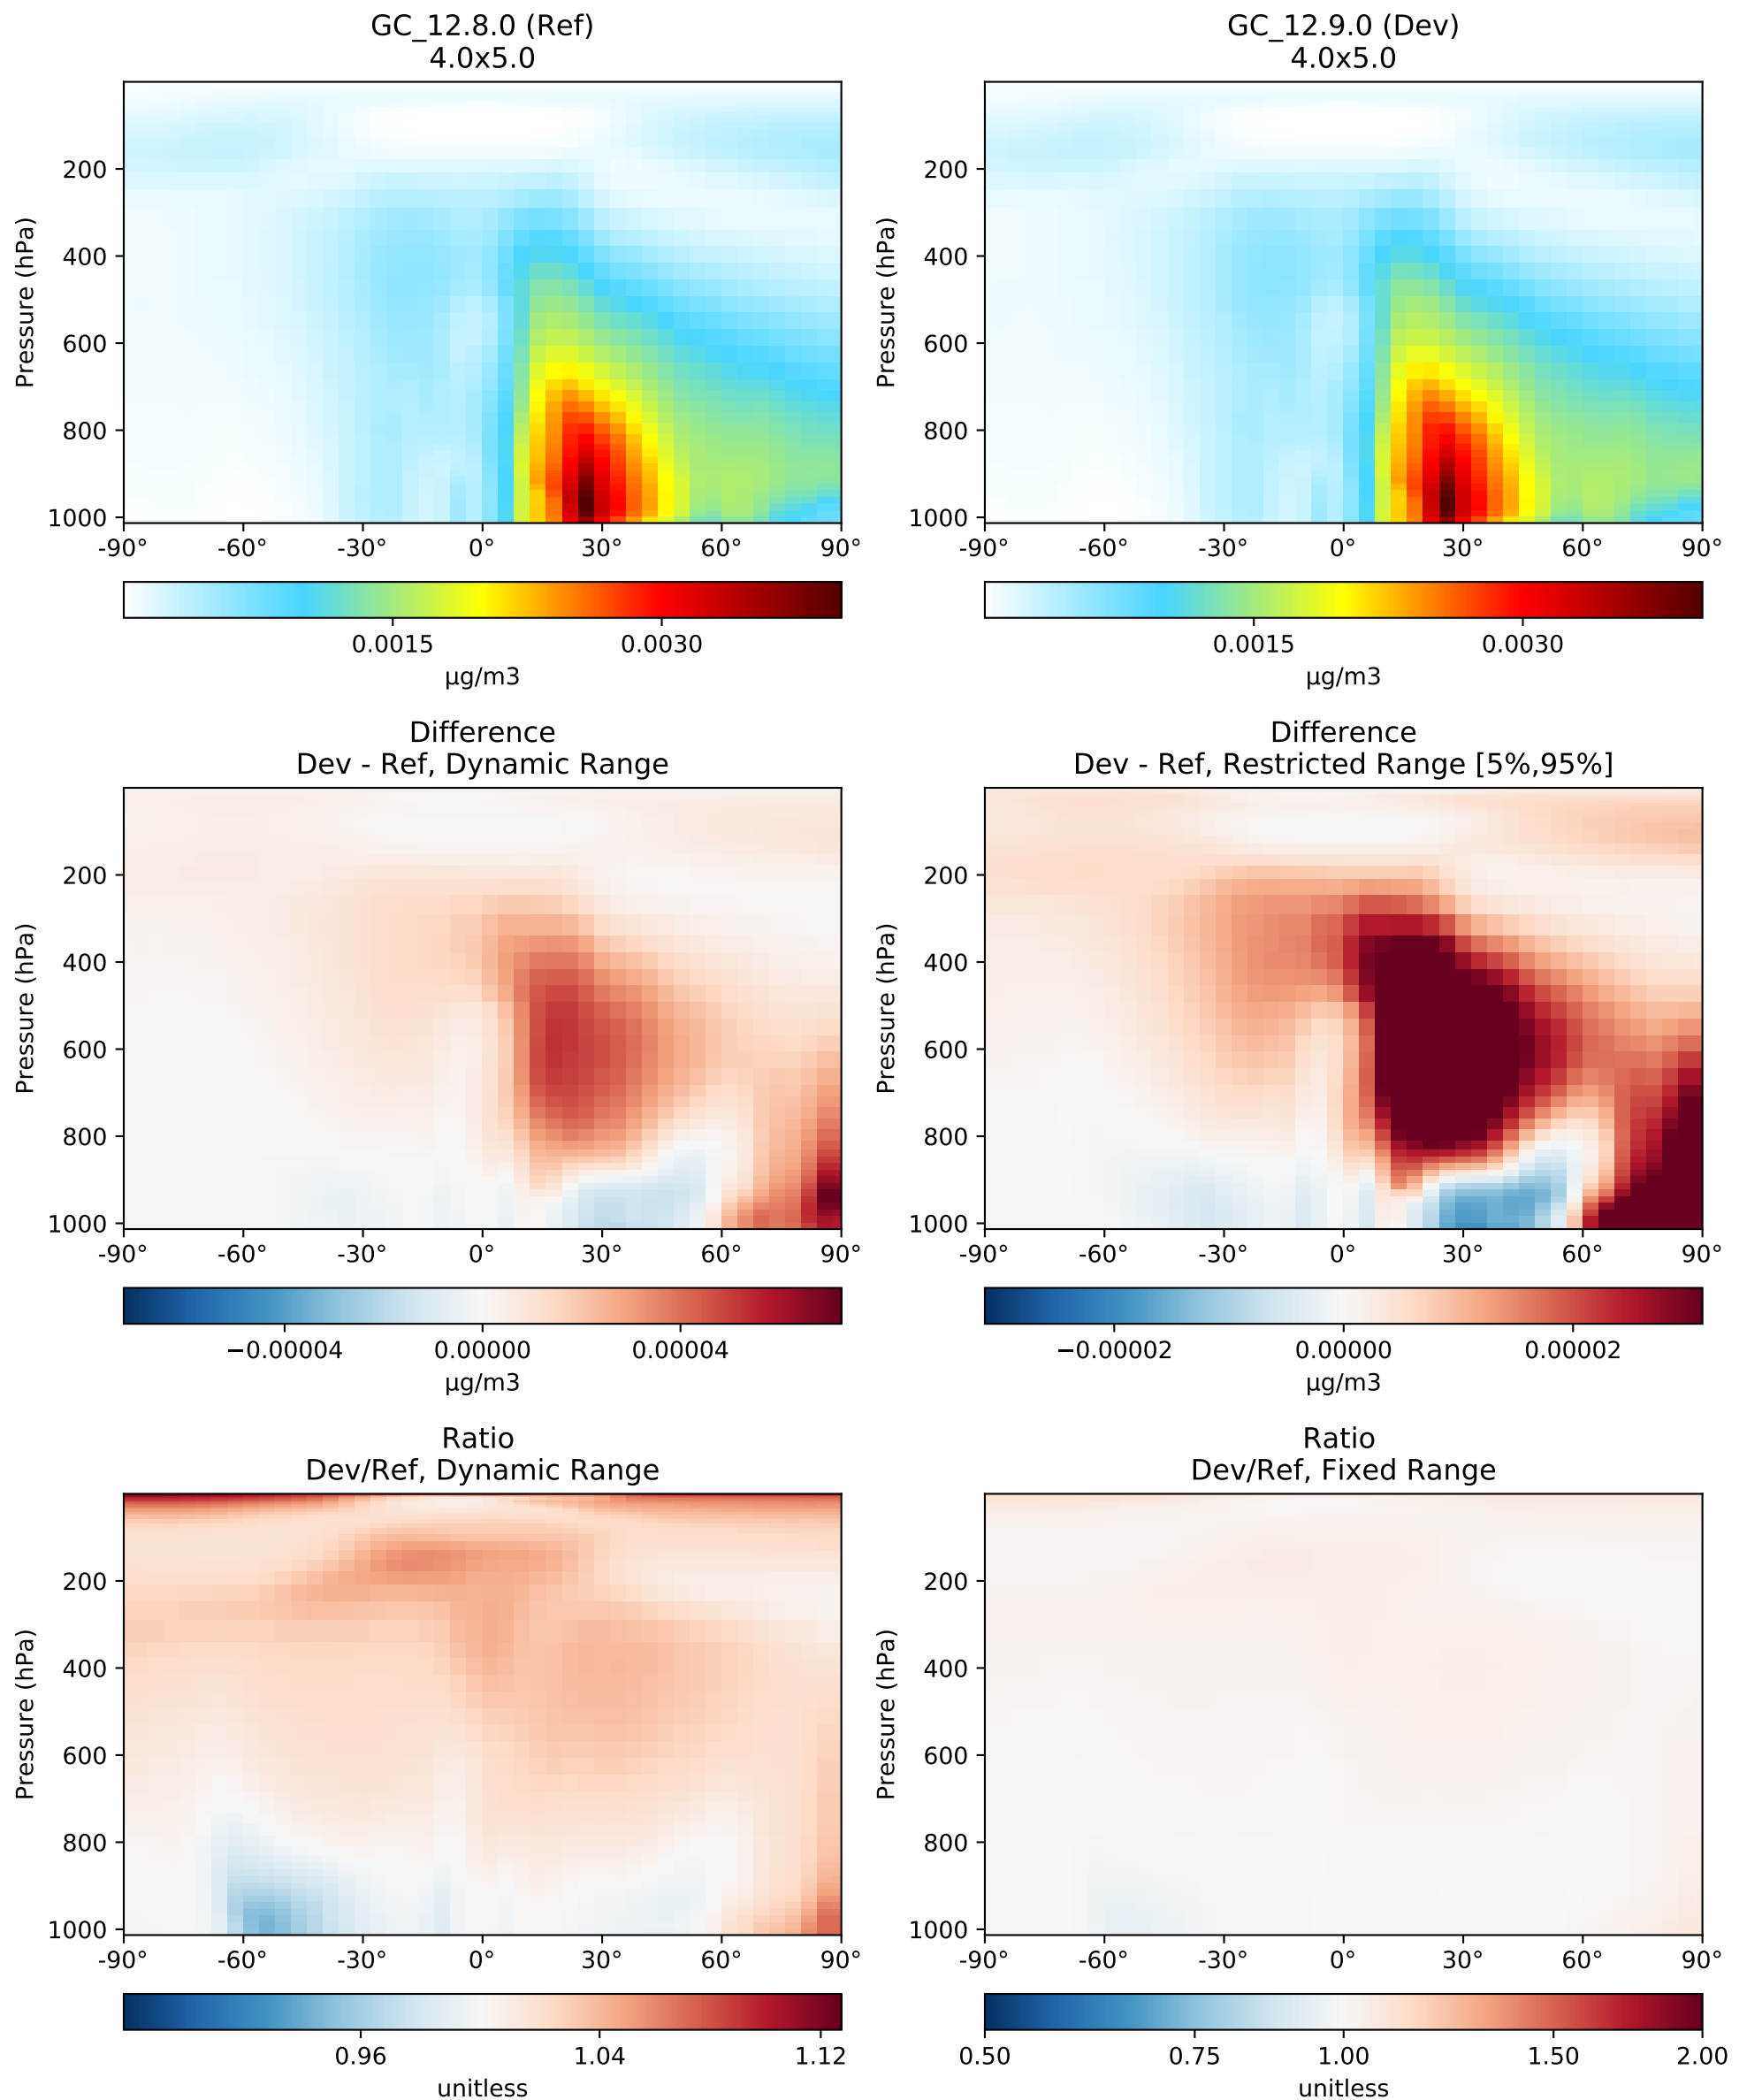 GC_12.8.0 (Ref)
4.0x5.0
GC_12.9.0 (Dev)
4.0x5.0
Pressure (hPa)
200
400
600
800
1000
-90° -60° -30° 0° 30° 60° 90°
0.0015 0.0030
μg/m3
Pressure (hPa)
200
400
600
800
1000
-90° -60° -30° 0° 30° 60° 90°
0.0015 0.0030
μg/m3
Difference
Dev - Ref, Dynamic Range
Pressure (hPa)
200
400
600
800
1000
-90° -60° -30° 0° 30° 60° 90°
−0.00004 0.00000 0.00004
μg/m3
Difference
Dev - Ref, Restricted Range [5%,95%]
Pressure (hPa)
200
400
600
800
1000
-90° -60° -30° 0° 30° 60° 90°
−0.00002 0.00000 0.00002
μg/m3
Ratio
Dev/Ref, Dynamic Range
Pressure (hPa)
200
400
600
800
1000
-90° -60° -30° 0° 30° 60° 90°
0.96 1.04 1.12
unitless
Ratio
Dev/Ref, Fixed Range
Pressure (hPa)
200
400
600
800
1000
-90° -60° -30° 0° 30° 60° 90°
0.50 0.75 1.00 1.50 2.00
unitless